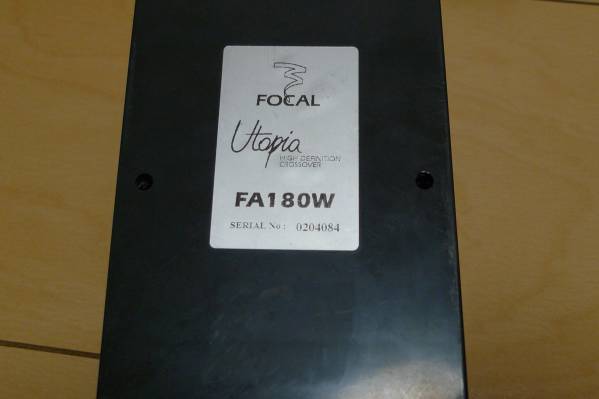 FOCAL
Utopia
HIGH DEFINITION
CROSSOVER
FA180W
SERIAL No : 0204084